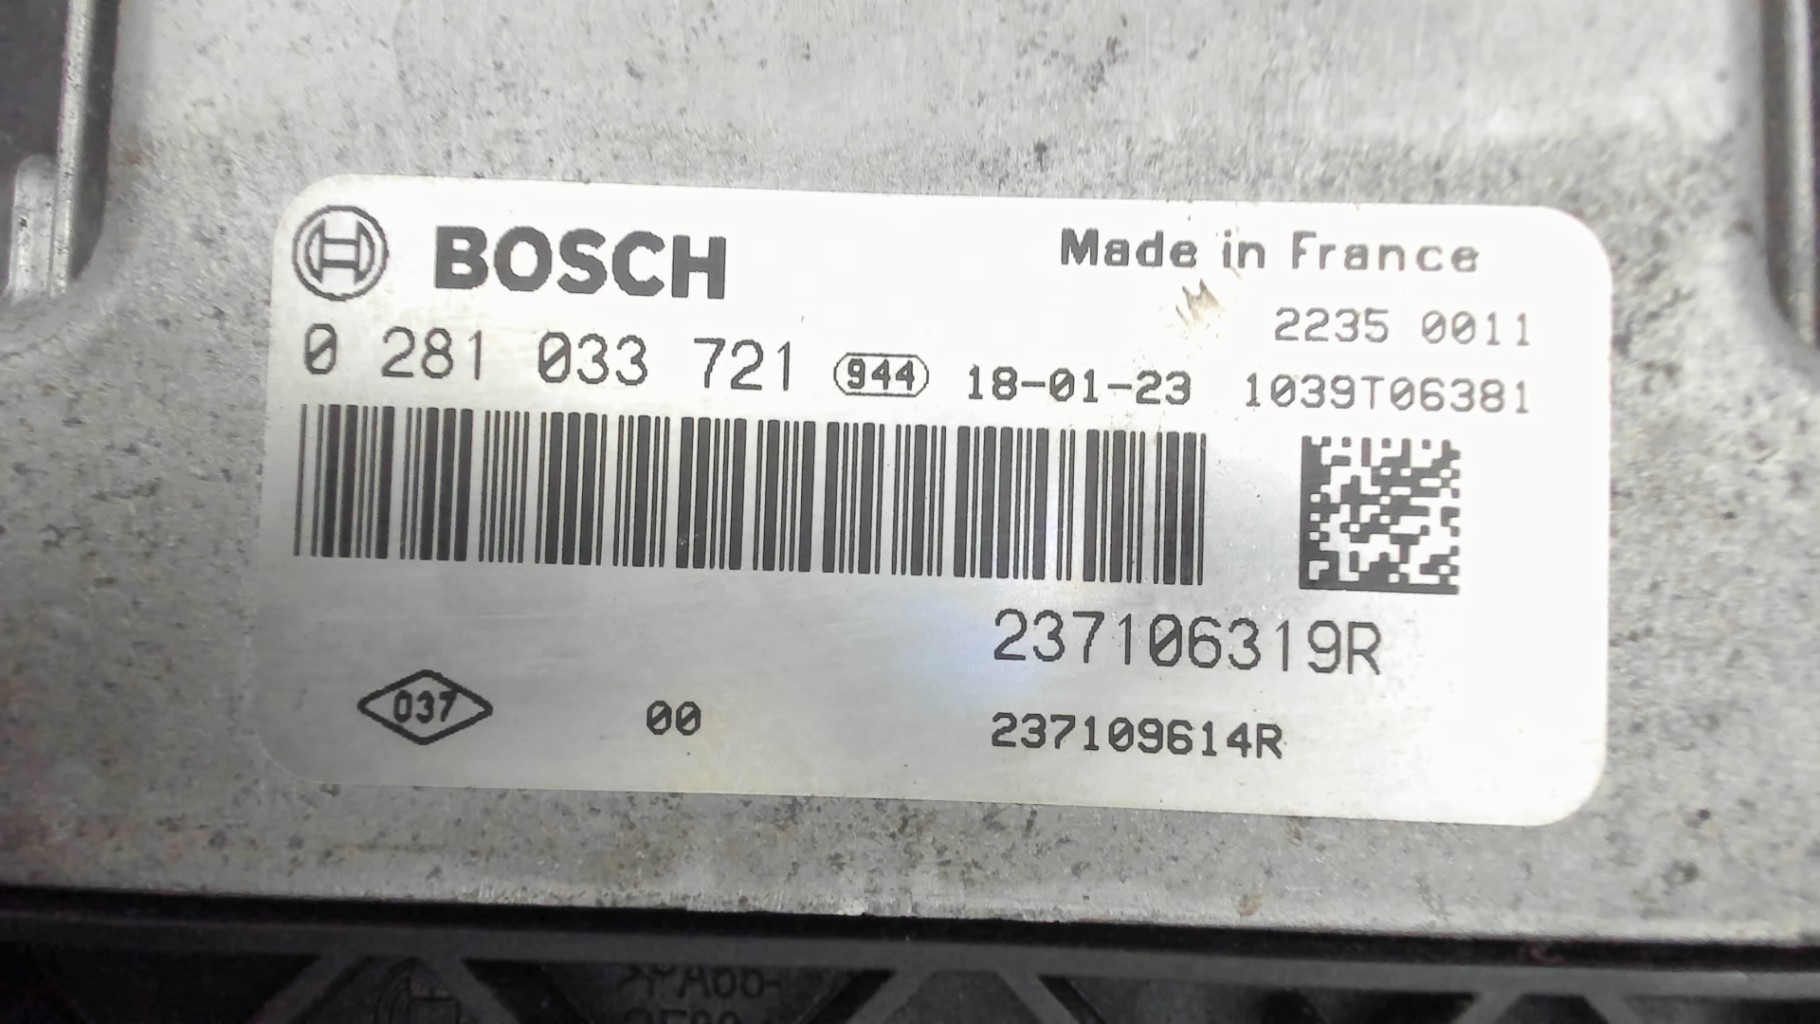 BOSCH
Made in France
2235 0011
0 281 033 721 944 18-01-23 1039T06381
237106319R
037 00 237109614R